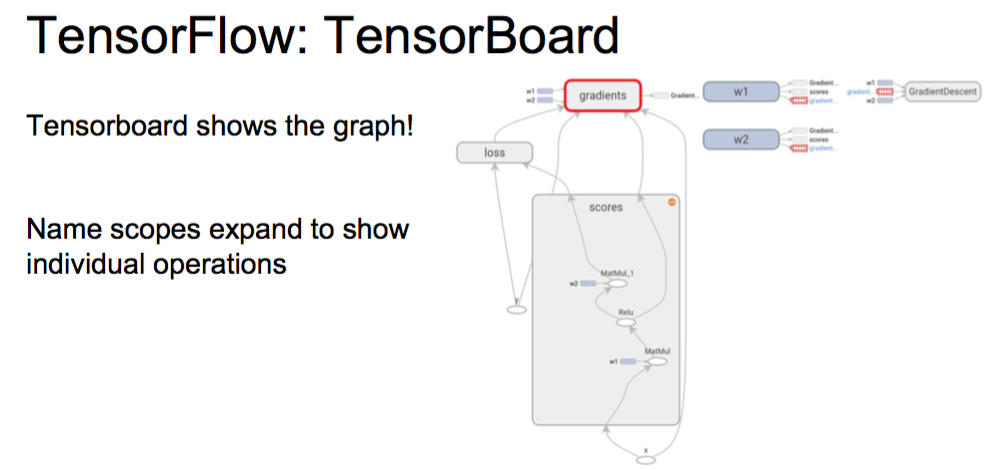 TensorFlow: TensorBoard
Tensorboard shows the graph!
Name scopes expand to show
individual operations
w1
w2
gradients
Gradient...
w1
Gradient...
scores
gradient...
w1
gradient...
w2
GradientDescent
w2
Gradient...
scores
gradient...
loss
scores
MatMul_1
w2
y
Relu
MatMul
w1
x